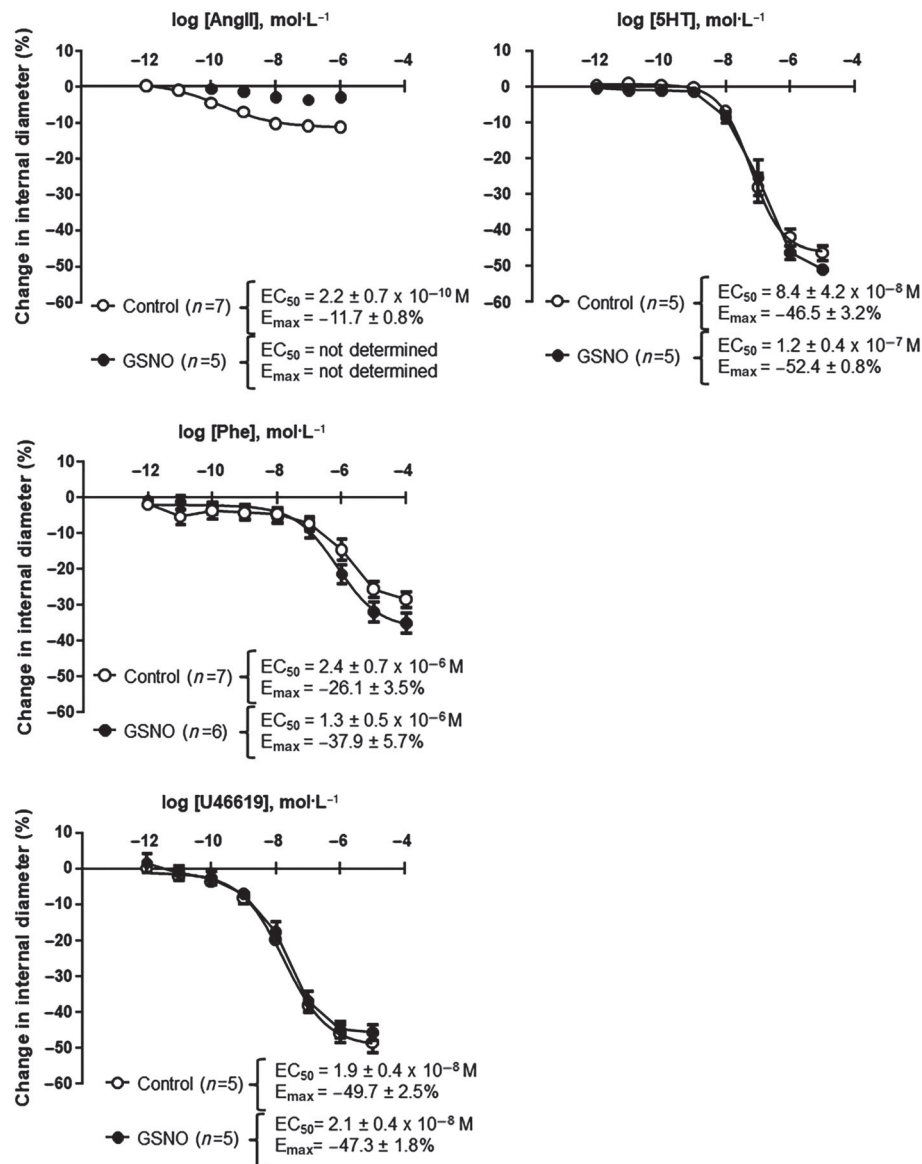 log [AngII], mol·L⁻¹
−12 −10 −8 −6 −4
Change in internal diameter (%)
10
0
−10
−20
−30
−40
−50
−60
Control (n=7)
EC₅₀ = 2.2 ± 0.7 x 10⁻¹⁰ M
Eₘₐₓ = −11.7 ± 0.8%
GSNO (n=5)
EC₅₀ = not determined
Eₘₐₓ = not determined
log [5HT], mol·L⁻¹
−12 −10 −8 −6 −4
10
0
−10
−20
−30
−40
−50
−60
Control (n=5)
EC₅₀ = 8.4 ± 4.2 x 10⁻⁸ M
Eₘₐₓ = −46.5 ± 3.2%
GSNO (n=5)
EC₅₀ = 1.2 ± 0.4 x 10⁻⁷ M
Eₘₐₓ = −52.4 ± 0.8%
log [Phe], mol·L⁻¹
−12 −10 −8 −6 −4
Change in internal diameter (%)
10
0
−10
−20
−30
−40
−50
−60
Control (n=7)
EC₅₀ = 2.4 ± 0.7 x 10⁻⁶ M
Eₘₐₓ = −26.1 ± 3.5%
GSNO (n=6)
EC₅₀ = 1.3 ± 0.5 x 10⁻⁶ M
Eₘₐₓ = −37.9 ± 5.7%
log [U46619], mol·L⁻¹
−12 −10 −8 −6 −4
Change in internal diameter (%)
10
0
−10
−20
−30
−40
−50
−60
Control (n=5)
EC₅₀ = 1.9 ± 0.4 x 10⁻⁸ M
Eₘₐₓ = −49.7 ± 2.5%
GSNO (n=5)
EC₅₀= 2.1 ± 0.4 x 10⁻⁸ M
Eₘₐₓ= −47.3 ± 1.8%